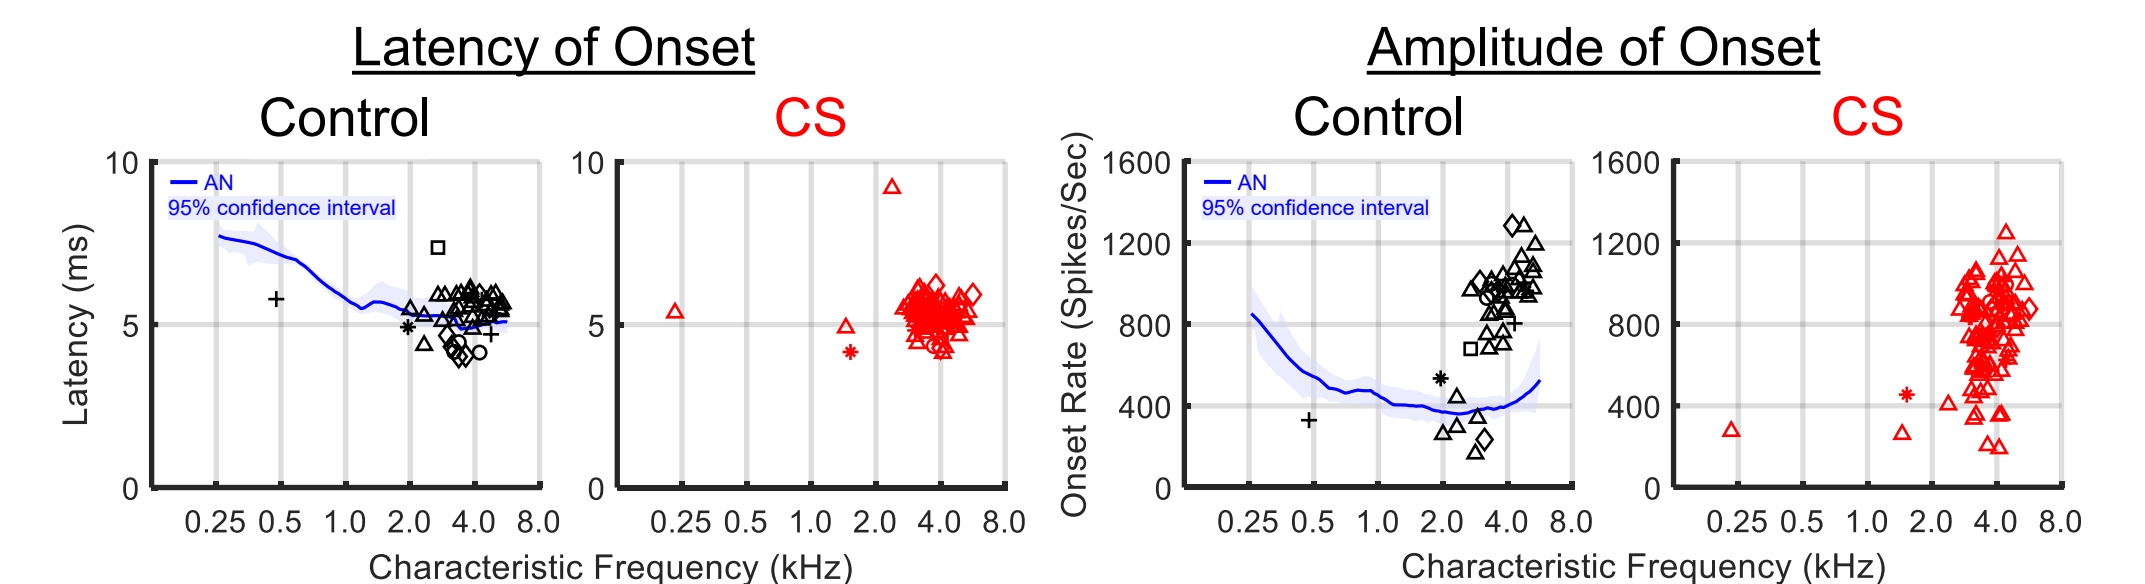 Latency of Onset
Amplitude of Onset
Control
CS
Control
CS
Latency (ms)
10
5
0
AN
95% confidence interval
0.25 0.5 1.0 2.0 4.0 8.0
10
5
0
0.25 0.5 1.0 2.0 4.0 8.0
Characteristic Frequency (kHz)
Onset Rate (Spikes/Sec)
1600
1200
800
400
0
AN
95% confidence interval
0.25 0.5 1.0 2.0 4.0 8.0
1600
1200
800
400
0
0.25 0.5 1.0 2.0 4.0 8.0
Characteristic Frequency (kHz)